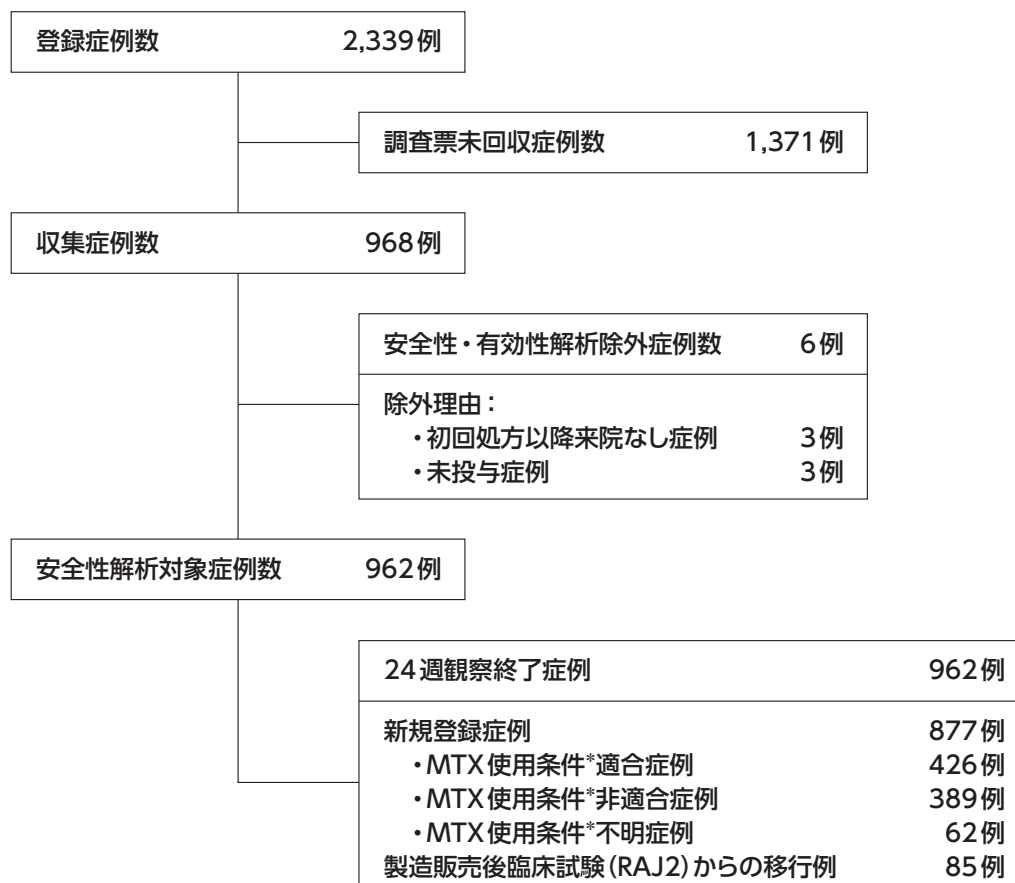 登録症例数 2,339例
調査票未回収症例数 1,371例
収集症例数 968例
安全性・有効性解析除外症例数 6例
除外理由：
・初回処方以降来院なし症例 3例
・未投与症例 3例
安全性解析対象症例数 962例
24週観察終了症例 962例
新規登録症例 877例
・MTX使用条件*適合症例 426例
・MTX使用条件*非適合症例 389例
・MTX使用条件*不明症例 62例
製造販売後臨床試験（RAJ2）からの移行例 85例